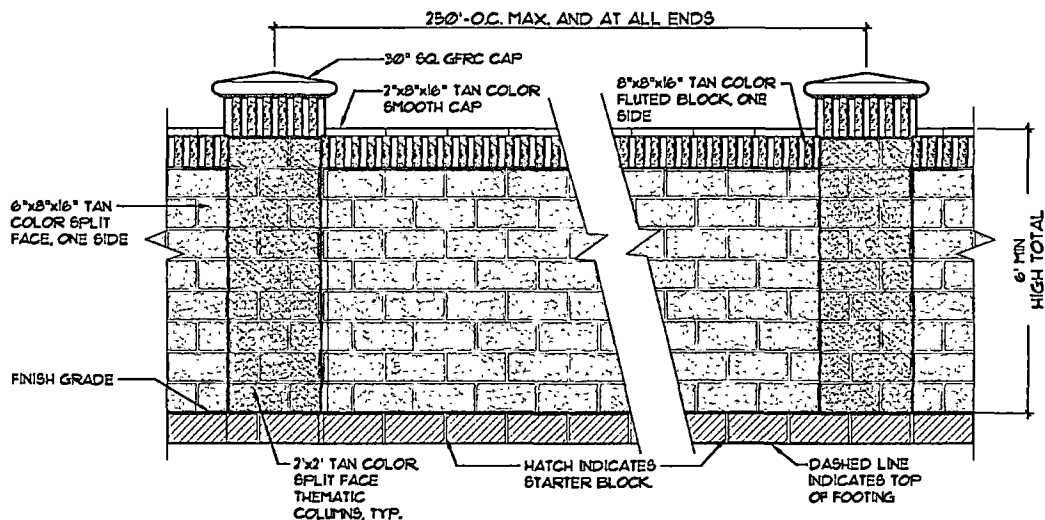 250'-O.C. MAX, AND AT ALL ENDS
30" SQ. GFRC CAP
2"x8"x16" TAN COLOR
SMOOTH CAP
8"x8"x16" TAN COLOR
FLUTED BLOCK, ONE
SIDE
6"x8"x16" TAN
COLOR SPLIT
FACE, ONE SIDE
6' MIN
HIGH TOTAL
FINISH GRADE
2'x2' TAN COLOR
SPLIT FACE
THEMATIC
COLUMNS, TYP.
HATCH INDICATES
STARTER BLOCK
DASHED LINE
INDICATES TOP
OF FOOTING